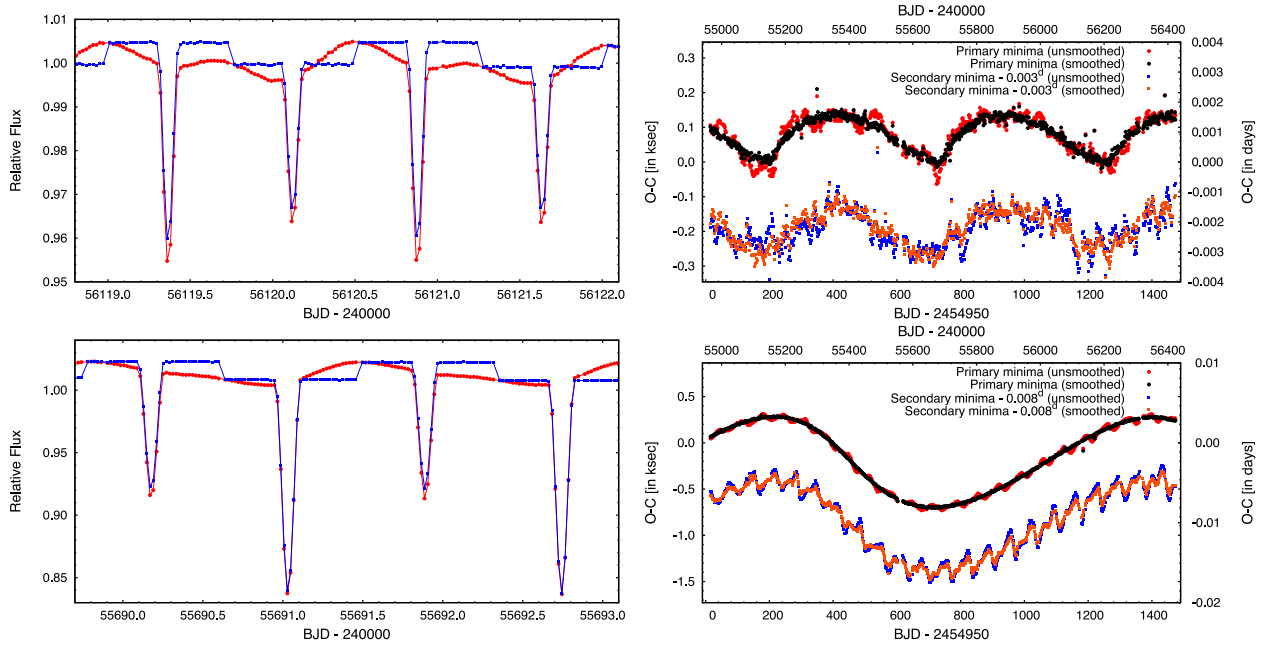 1.01
1.00
0.99
0.98
0.97
0.96
0.95
Relative Flux
56119.0 56119.5 56120.0 56120.5 56121.0 56121.5 56122.0
BJD - 240000
BJD - 240000
55000 55200 55400 55600 55800 56000 56200 56400
Primary minima (unsmoothed)
Primary minima (smoothed)
Secondary minima - 0.003d (unsmoothed)
Secondary minima - 0.003d (smoothed)
0.3
0.2
0.1
0.0
-0.1
-0.2
-0.3
O-C [in ksec]
0.004
0.003
0.002
0.001
0.000
-0.001
-0.002
-0.003
-0.004
O-C [in days]
0 200 400 600 800 1000 1200 1400
BJD - 2454950
1.00
0.95
0.90
0.85
Relative Flux
55690.0 55690.5 55691.0 55691.5 55692.0 55692.5 55693.0
BJD - 240000
BJD - 240000
55000 55200 55400 55600 55800 56000 56200 56400
Primary minima (unsmoothed)
Primary minima (smoothed)
Secondary minima - 0.008d (unsmoothed)
Secondary minima - 0.008d (smoothed)
0.5
0.0
-0.5
-1.0
-1.5
O-C [in ksec]
0.01
0.00
-0.01
-0.02
O-C [in days]
0 200 400 600 800 1000 1200 1400
BJD - 2454950